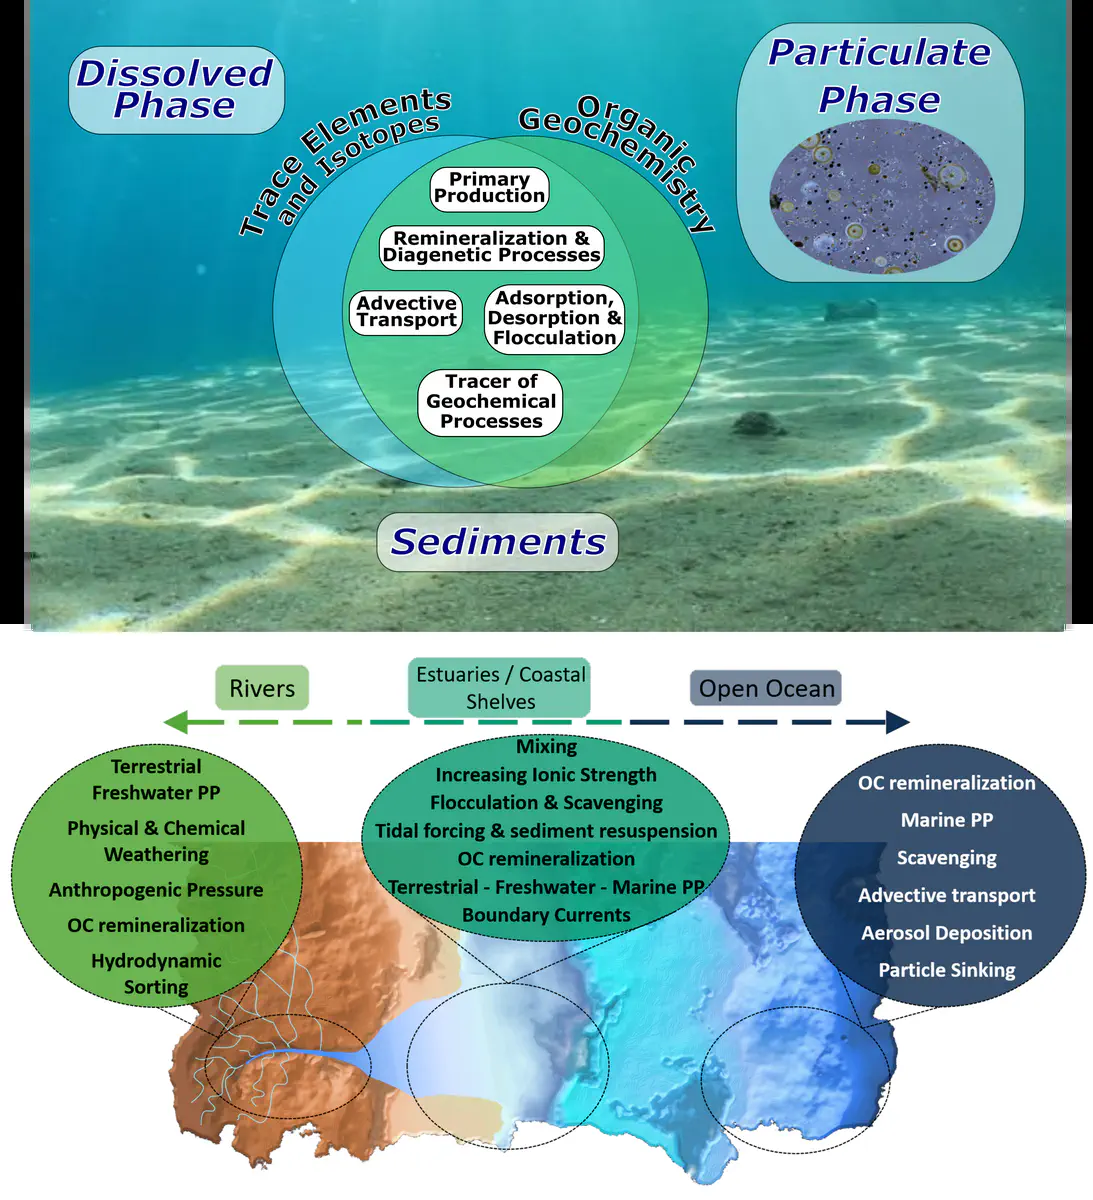 Dissolved
Phase
Particulate
Phase
Trace Elements
and Isotopes
Organic
Geochemistry
Primary
Production
Remineralization &
Diagenetic Processes
Advective
Transport
Adsorption,
Desorption &
Flocculation
Tracer of
Geochemical
Processes
Sediments
Rivers
Estuaries / Coastal
Shelves
Open Ocean
Terrestrial
Freshwater PP
Physical & Chemical
Weathering
Anthropogenic Pressure
OC remineralization
Hydrodynamic
Sorting
Mixing
Increasing Ionic Strength
Flocculation & Scavenging
Tidal forcing & sediment resuspension
OC remineralization
Terrestrial - Freshwater - Marine PP
Boundary Currents
OC remineralization
Marine PP
Scavenging
Advective transport
Aerosol Deposition
Particle Sinking